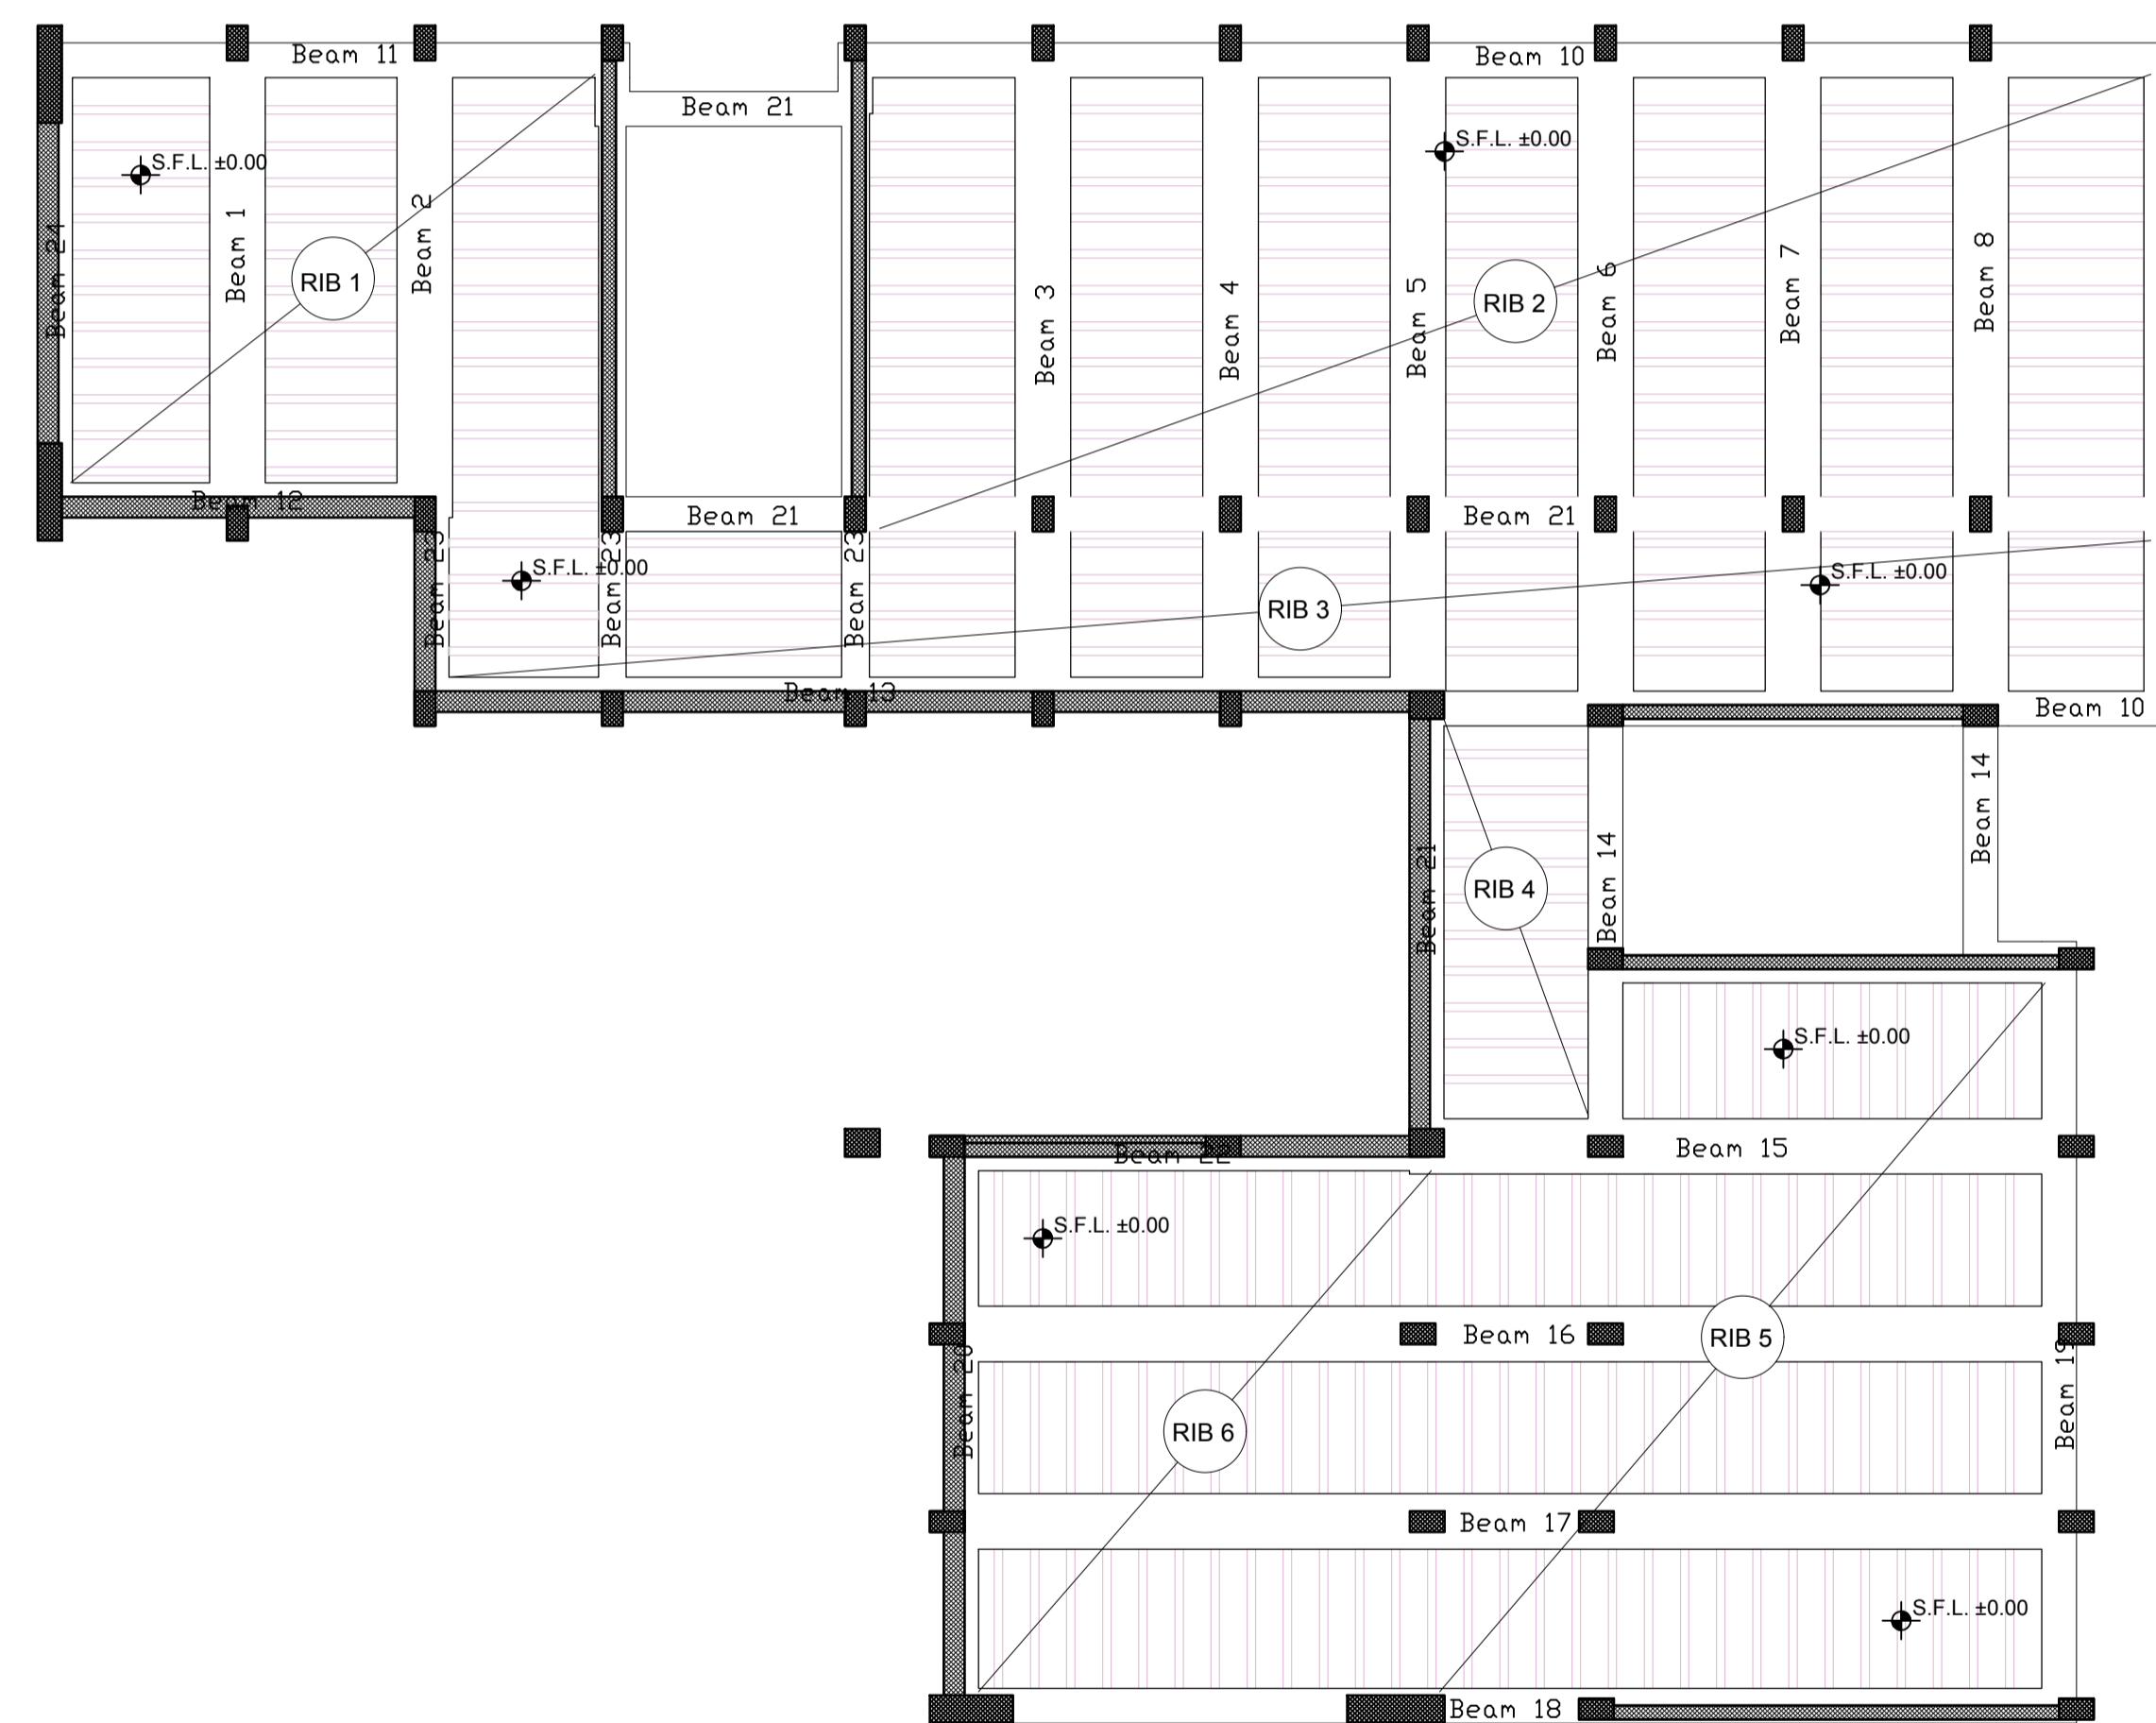 Beam 11
Beam 10
Beam 21
S.F.L. ±0.00
S.F.L. ±0.00
Beam 24
Beam 1
Beam 2
RIB 1
Beam 3
Beam 4
Beam 5
RIB 2
Beam 6
Beam 7
Beam 8
Beam 12
Beam 21
Beam 21
Beam 23
Beam 23
Beam 23
S.F.L. ±0.00
S.F.L. ±0.00
RIB 3
Beam 13
Beam 10
Beam 14
Beam 21
RIB 4
Beam 14
S.F.L. ±0.00
Beam 22
Beam 15
S.F.L. ±0.00
Beam 16
RIB 5
Beam 20
Beam 19
RIB 6
Beam 17
S.F.L. ±0.00
Beam 18